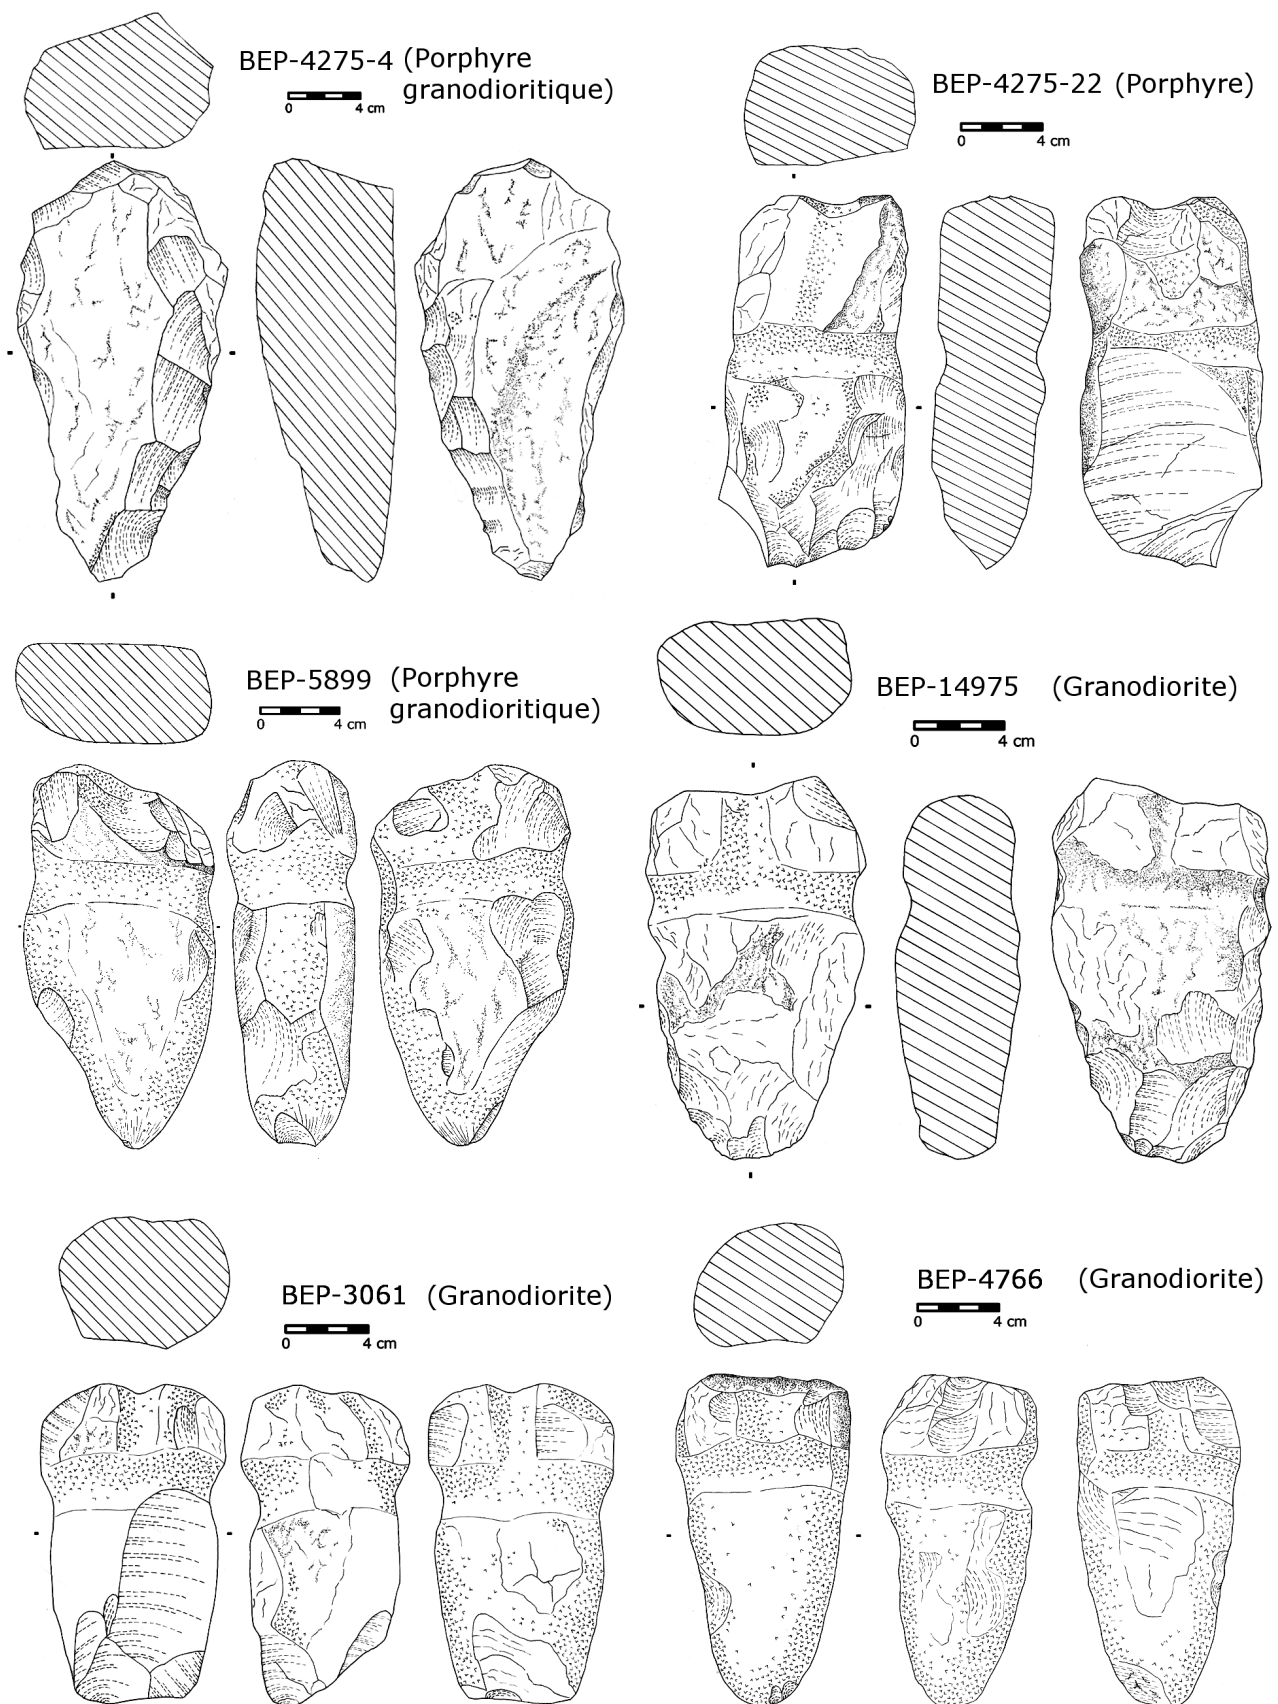 BEP-4275-4 (Porphyre
granodioritique)
0 4 cm
BEP-4275-22 (Porphyre)
0 4 cm
BEP-5899 (Porphyre
granodioritique)
0 4 cm
BEP-14975 (Granodiorite)
0 4 cm
BEP-3061 (Granodiorite)
0 4 cm
BEP-4766 (Granodiorite)
0 4 cm